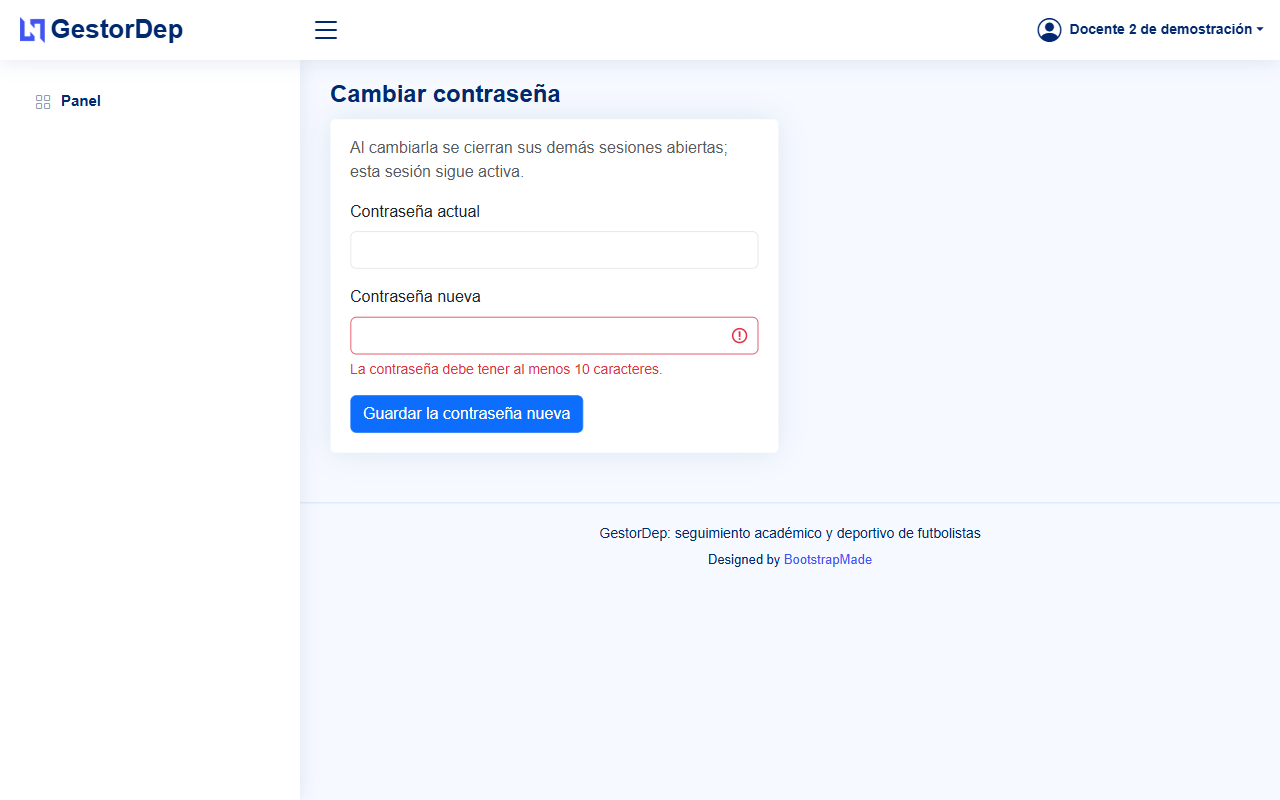 GestorDep
Docente 2 de demostración
Panel
Cambiar contraseña
Al cambiarla se cierran sus demás sesiones abiertas;
esta sesión sigue activa.
Contraseña actual
Contraseña nueva
La contraseña debe tener al menos 10 caracteres.
Guardar la contraseña nueva
GestorDep: seguimiento académico y deportivo de futbolistas
Designed by BootstrapMade